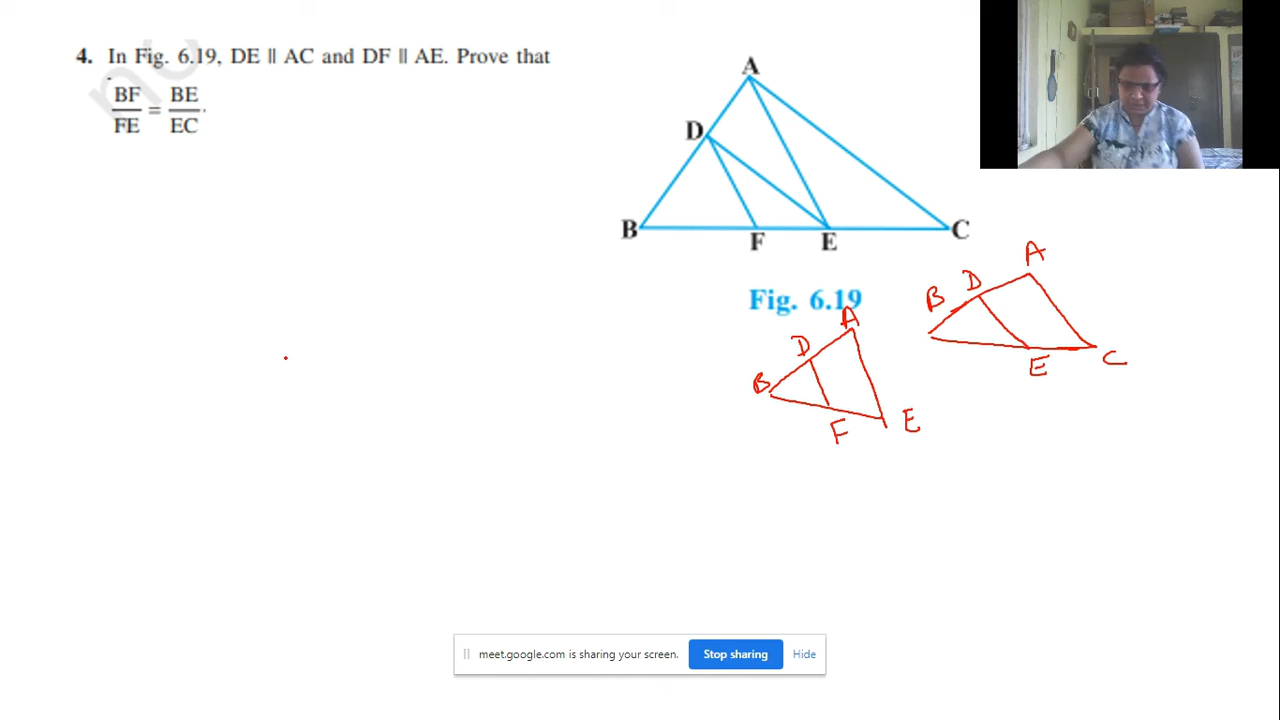 4. In Fig. 6.19, DE || AC and DF || AE. Prove that
BF/FE = BE/EC.
A
D
B
F
E
C
Fig. 6.19
A
D
B
E
C
A
D
B
F
E
meet.google.com is sharing your screen.
Stop sharing
Hide